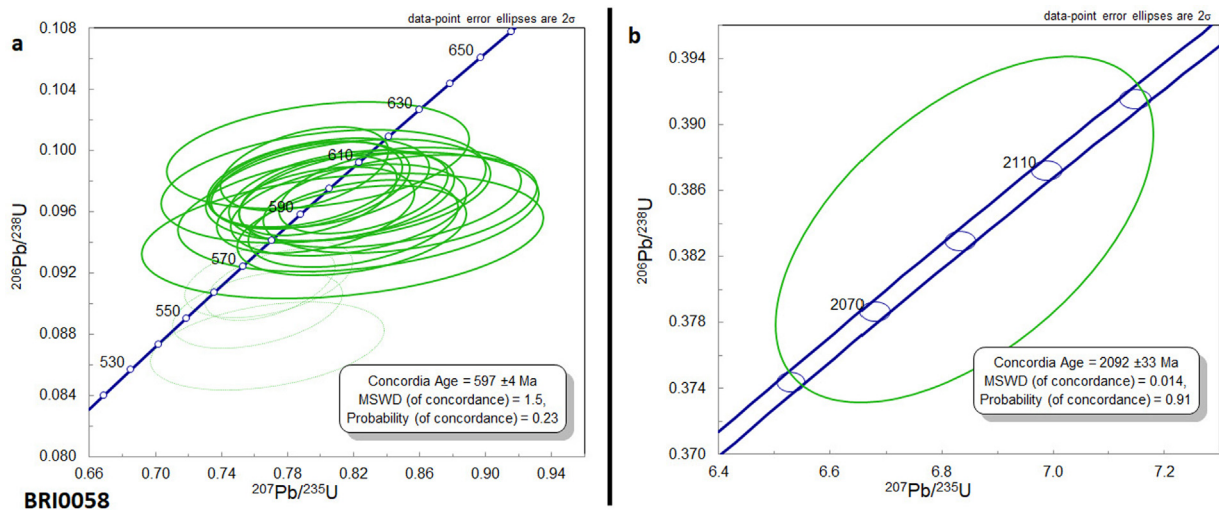 data-point error ellipses are 2σ
a
0.108
0.104
0.100
0.096
0.092
0.088
0.084
0.080
206Pb/238U
650
630
610
590
570
550
530
Concordia Age = 597 ±4 Ma
MSWD (of concordance) = 1.5,
Probability (of concordance) = 0.23
0.66 0.70 0.74 0.78 0.82 0.86 0.90 0.94
207Pb/235U
BRI0058
data-point error ellipses are 2σ
b
0.394
0.390
0.386
0.382
0.378
0.374
0.370
206Pb/238U
2110
2070
Concordia Age = 2092 ±33 Ma
MSWD (of concordance) = 0.014,
Probability (of concordance) = 0.91
6.4 6.6 6.8 7.0 7.2
207Pb/235U